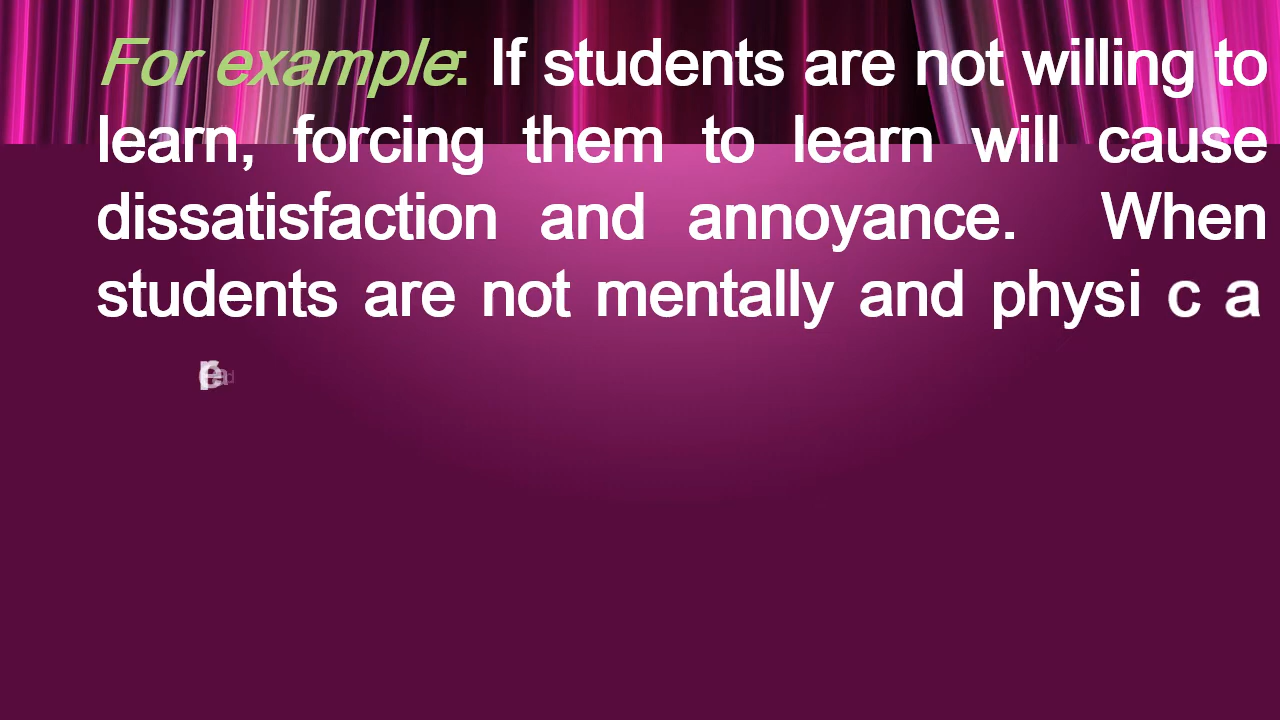 For example: If students are not willing to
learn, forcing them to learn will cause
dissatisfaction and annoyance. When
students are not mentally and physi c a